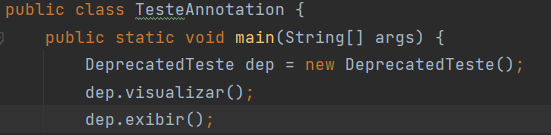 public class TesteAnnotation {
public static void main(String[] args) {
DeprecatedTeste dep = new DeprecatedTeste();
dep.visualizar();
dep.exibir();